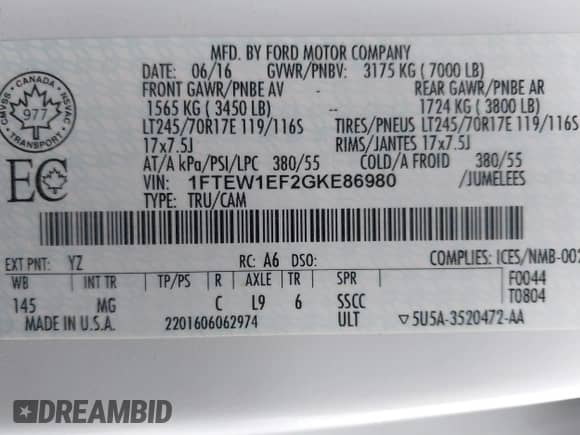 MFD. BY FORD MOTOR COMPANY
DATE: 06/16 GVWR/PNBV: 3175 KG ( 7000 LB)
FRONT GAWR/PNBE AV - REAR GAWR/PNBE AR
1565 KG ( 3450 LB) -- 1724 KG ( 3800 LB)
LT245/70R17E 119/116S TIRES/PNEUS LT245/70R17E 119/116S
17x7.5J RIMS/JANTES 17x7.5J
AT/A kPa/PSI/LPC 380/55 COLD/A FROID 380/55
VIN: 1FTEW1EF2GKE86980 /JUMELEES
TYPE: TRU/CAM
CMVSS • CANADA • NSVAC
977
TRANSPORT
EC
EXT PNT: YZ RC: A6 DSO: COMPLIES: ICES/NMB-002
WB INT TR TP/PS R AXLE TR SPR F0044
145 MG C L9 6 SSCC T0804
MADE IN U.S.A. 2201606062974 ULT ▽5U5A-3520472-AA
DREAMBID